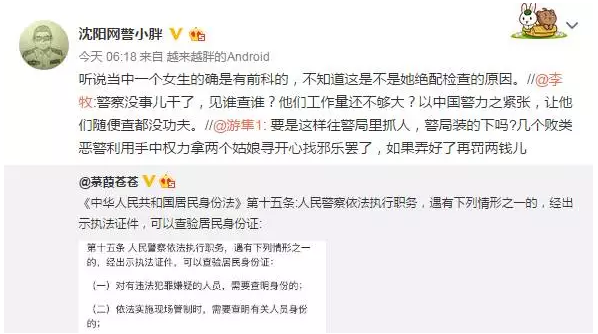 沈阳网警小胖
今天 06:18 来自 越来越胖的Android
听说当中一个女生的确是有前科的，不知道这是不是她绝配检查的原因。//@李
牧:警察没事儿干了，见谁查谁？他们工作量还不够大？以中国警力之紧张，让他
们随便查都没功夫。//@游隼1: 要是这样往警局里抓人，警局装的下吗?几个败类
恶警利用手中权力拿两个姑娘寻开心找邪乐罢了，如果弄好了再罚两钱儿
@蒹葭苍苍
《中华人民共和国居民身份法》第十五条:人民警察依法执行职务，遇有下列情形之一的，经出
示执法证件，可以查验居民身份证:
第十五条 人民警察依法执行职务，遇有下列情形之一
的，经出示执法证件，可以查验居民身份证：
（一）对有违法犯罪嫌疑的人员，需要查明身份的；
（二）依法实施现场管制时，需要查明有关人员身份
的；